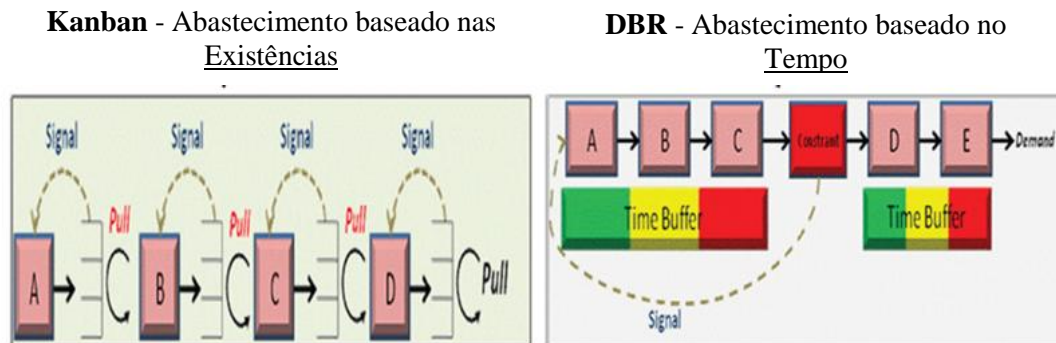 Kanban - Abastecimento baseado nas
Existências
Signal Signal Signal Signal
Pull Pull Pull
A B C D Pull
DBR - Abastecimento baseado no
Tempo
A B C Constraint D E Demand
Time Buffer Time Buffer
Signal